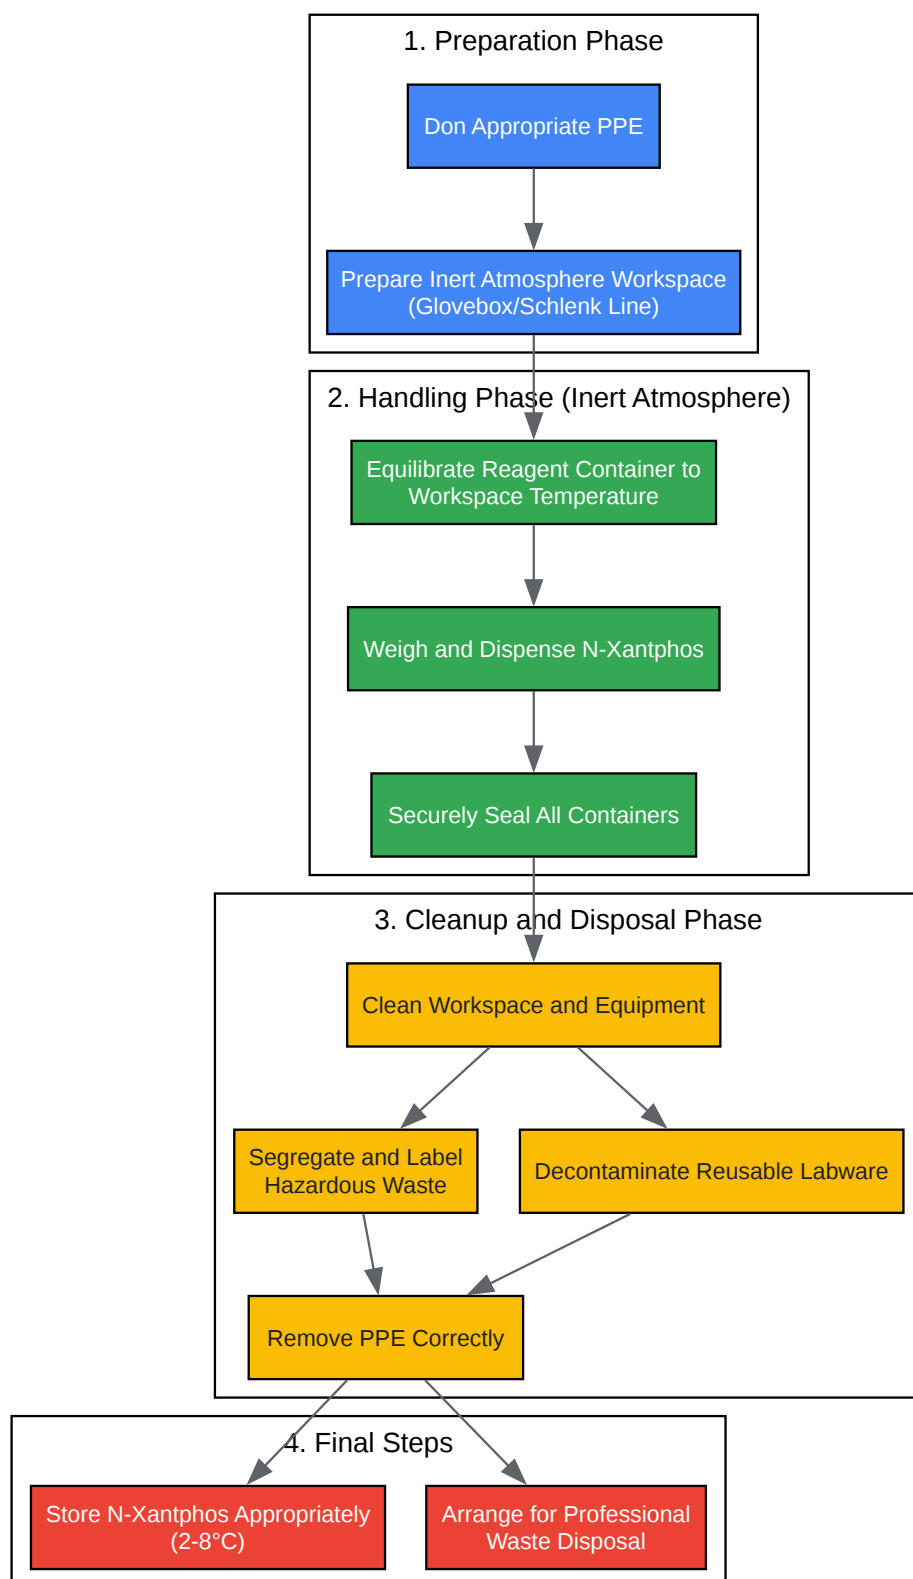 1. Preparation Phase
Don Appropriate PPE
Prepare Inert Atmosphere Workspace
(Glovebox/Schlenk Line)
2. Handling Phase (Inert Atmosphere)
Equilibrate Reagent Container to
Workspace Temperature
Weigh and Dispense N-Xantphos
Securely Seal All Containers
3. Cleanup and Disposal Phase
Clean Workspace and Equipment
Segregate and Label
Hazardous Waste
Decontaminate Reusable Labware
Remove PPE Correctly
4. Final Steps
Store N-Xantphos Appropriately
(2-8°C)
Arrange for Professional
Waste Disposal